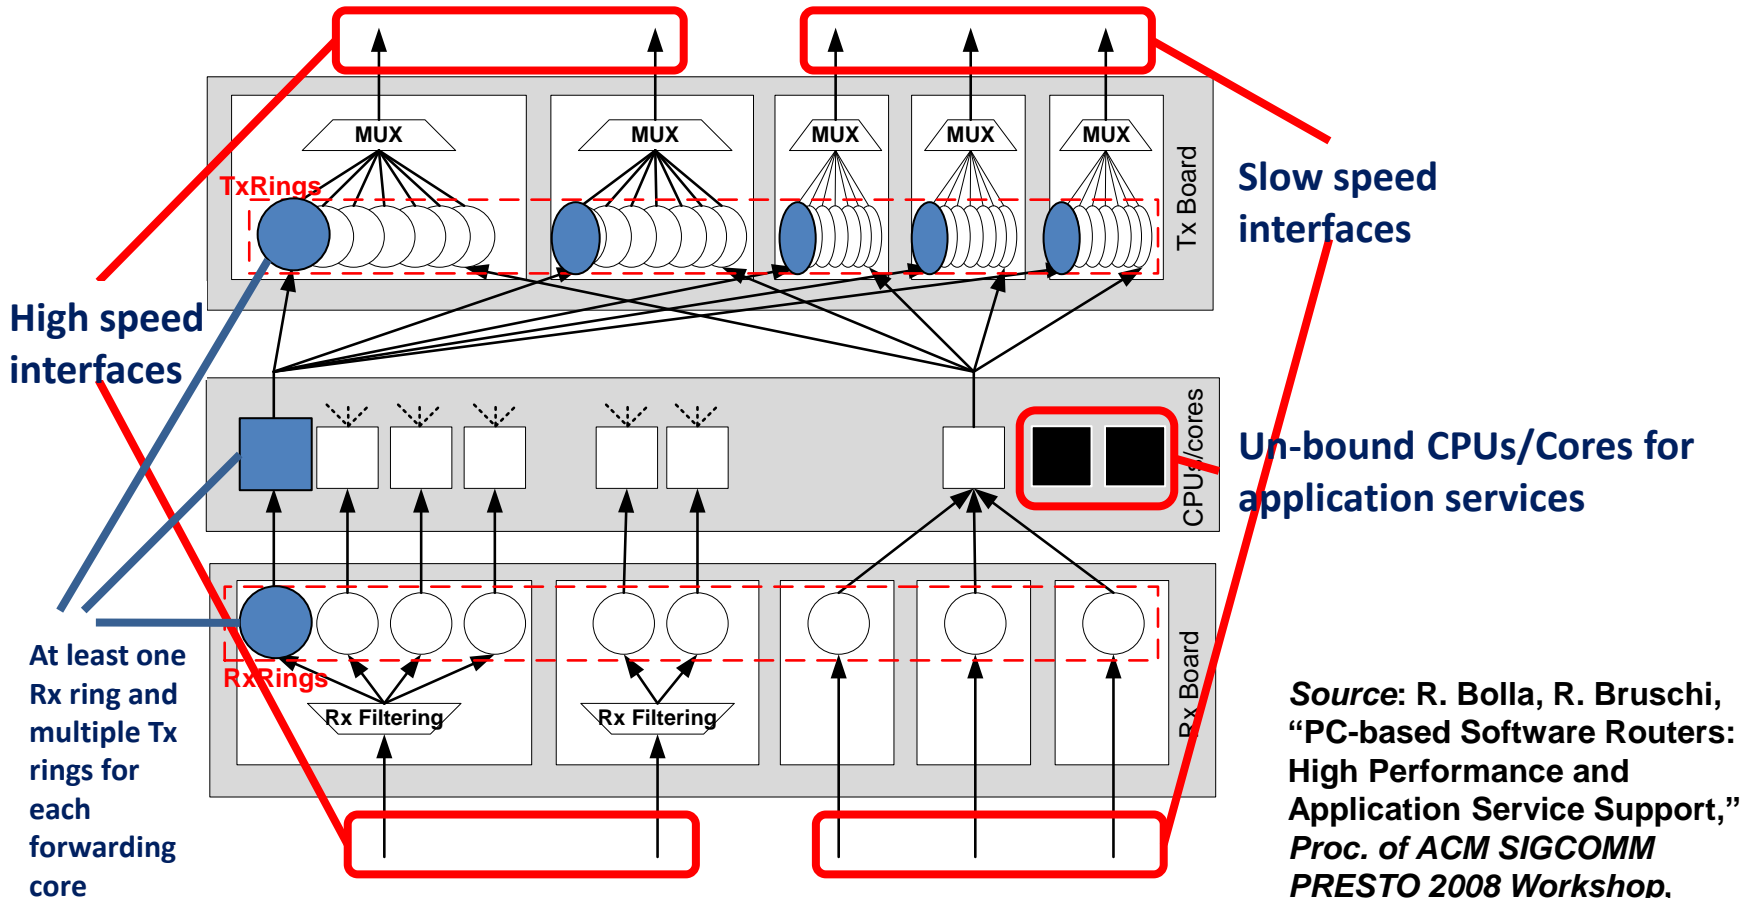 MUX
MUX
MUX
MUX
MUX
TxRings
Tx Board
Slow speed
interfaces
High speed
interfaces
CPUs/cores
Un-bound CPUs/Cores for
application services
RxRings
Rx Filtering
Rx Filtering
Rx Board
At least one
Rx ring and
multiple Tx
rings for
each
forwarding
core
Source: R. Bolla, R. Bruschi,
“PC-based Software Routers:
High Performance and
Application Service Support,”
Proc. of ACM SIGCOMM
PRESTO 2008 Workshop,